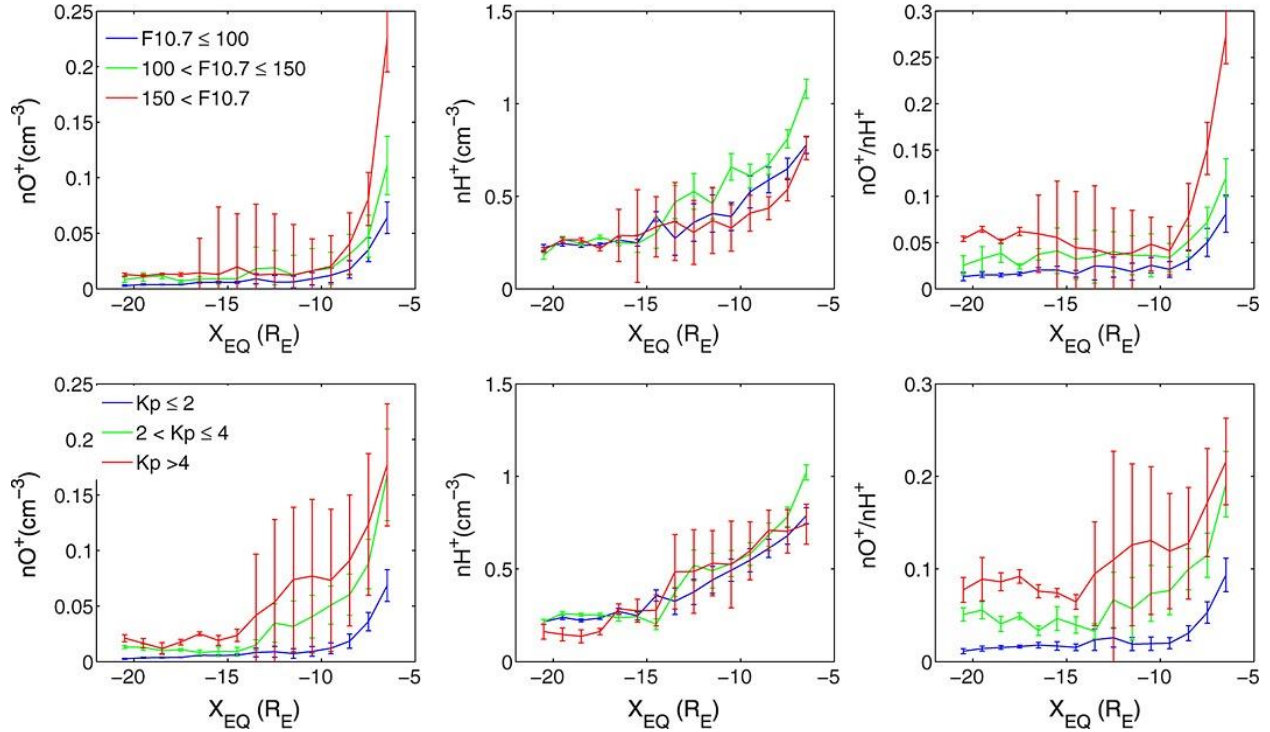 0.25
0.2
0.15
0.1
0.05
0
nO⁺(cm⁻³)
F10.7 ≤ 100
100 < F10.7 ≤ 150
150 < F10.7
−20 −15 −10 −5
X_EQ (R_E)
1.5
1
0.5
0
nH⁺(cm⁻³)
−20 −15 −10 −5
X_EQ (R_E)
0.3
0.25
0.2
0.15
0.1
0.05
0
nO⁺/nH⁺
−20 −15 −10 −5
X_EQ (R_E)
0.25
0.2
0.15
0.1
0.05
0
nO⁺(cm⁻³)
Kp ≤ 2
2 < Kp ≤ 4
Kp >4
−20 −15 −10 −5
X_EQ (R_E)
1.5
1
0.5
0
nH⁺(cm⁻³)
−20 −15 −10 −5
X_EQ (R_E)
0.3
0.2
0.1
0
nO⁺/nH⁺
−20 −15 −10 −5
X_EQ (R_E)